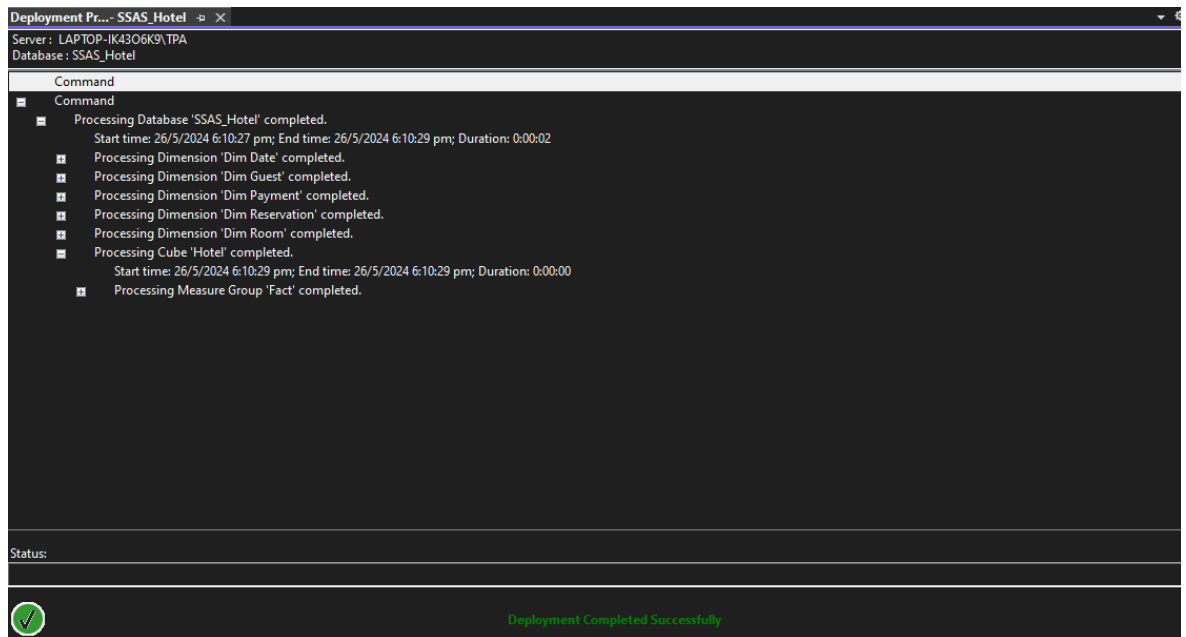 Deployment Pr...- SSAS_Hotel
Server : LAPTOP-IK43O6K9\TPA
Database : SSAS_Hotel
Command
Command
Processing Database 'SSAS_Hotel' completed.
Start time: 26/5/2024 6:10:27 pm; End time: 26/5/2024 6:10:29 pm; Duration: 0:00:02
Processing Dimension 'Dim Date' completed.
Processing Dimension 'Dim Guest' completed.
Processing Dimension 'Dim Payment' completed.
Processing Dimension 'Dim Reservation' completed.
Processing Dimension 'Dim Room' completed.
Processing Cube 'Hotel' completed.
Start time: 26/5/2024 6:10:29 pm; End time: 26/5/2024 6:10:29 pm; Duration: 0:00:00
Processing Measure Group 'Fact' completed.
Status:
Deployment Completed Successfully